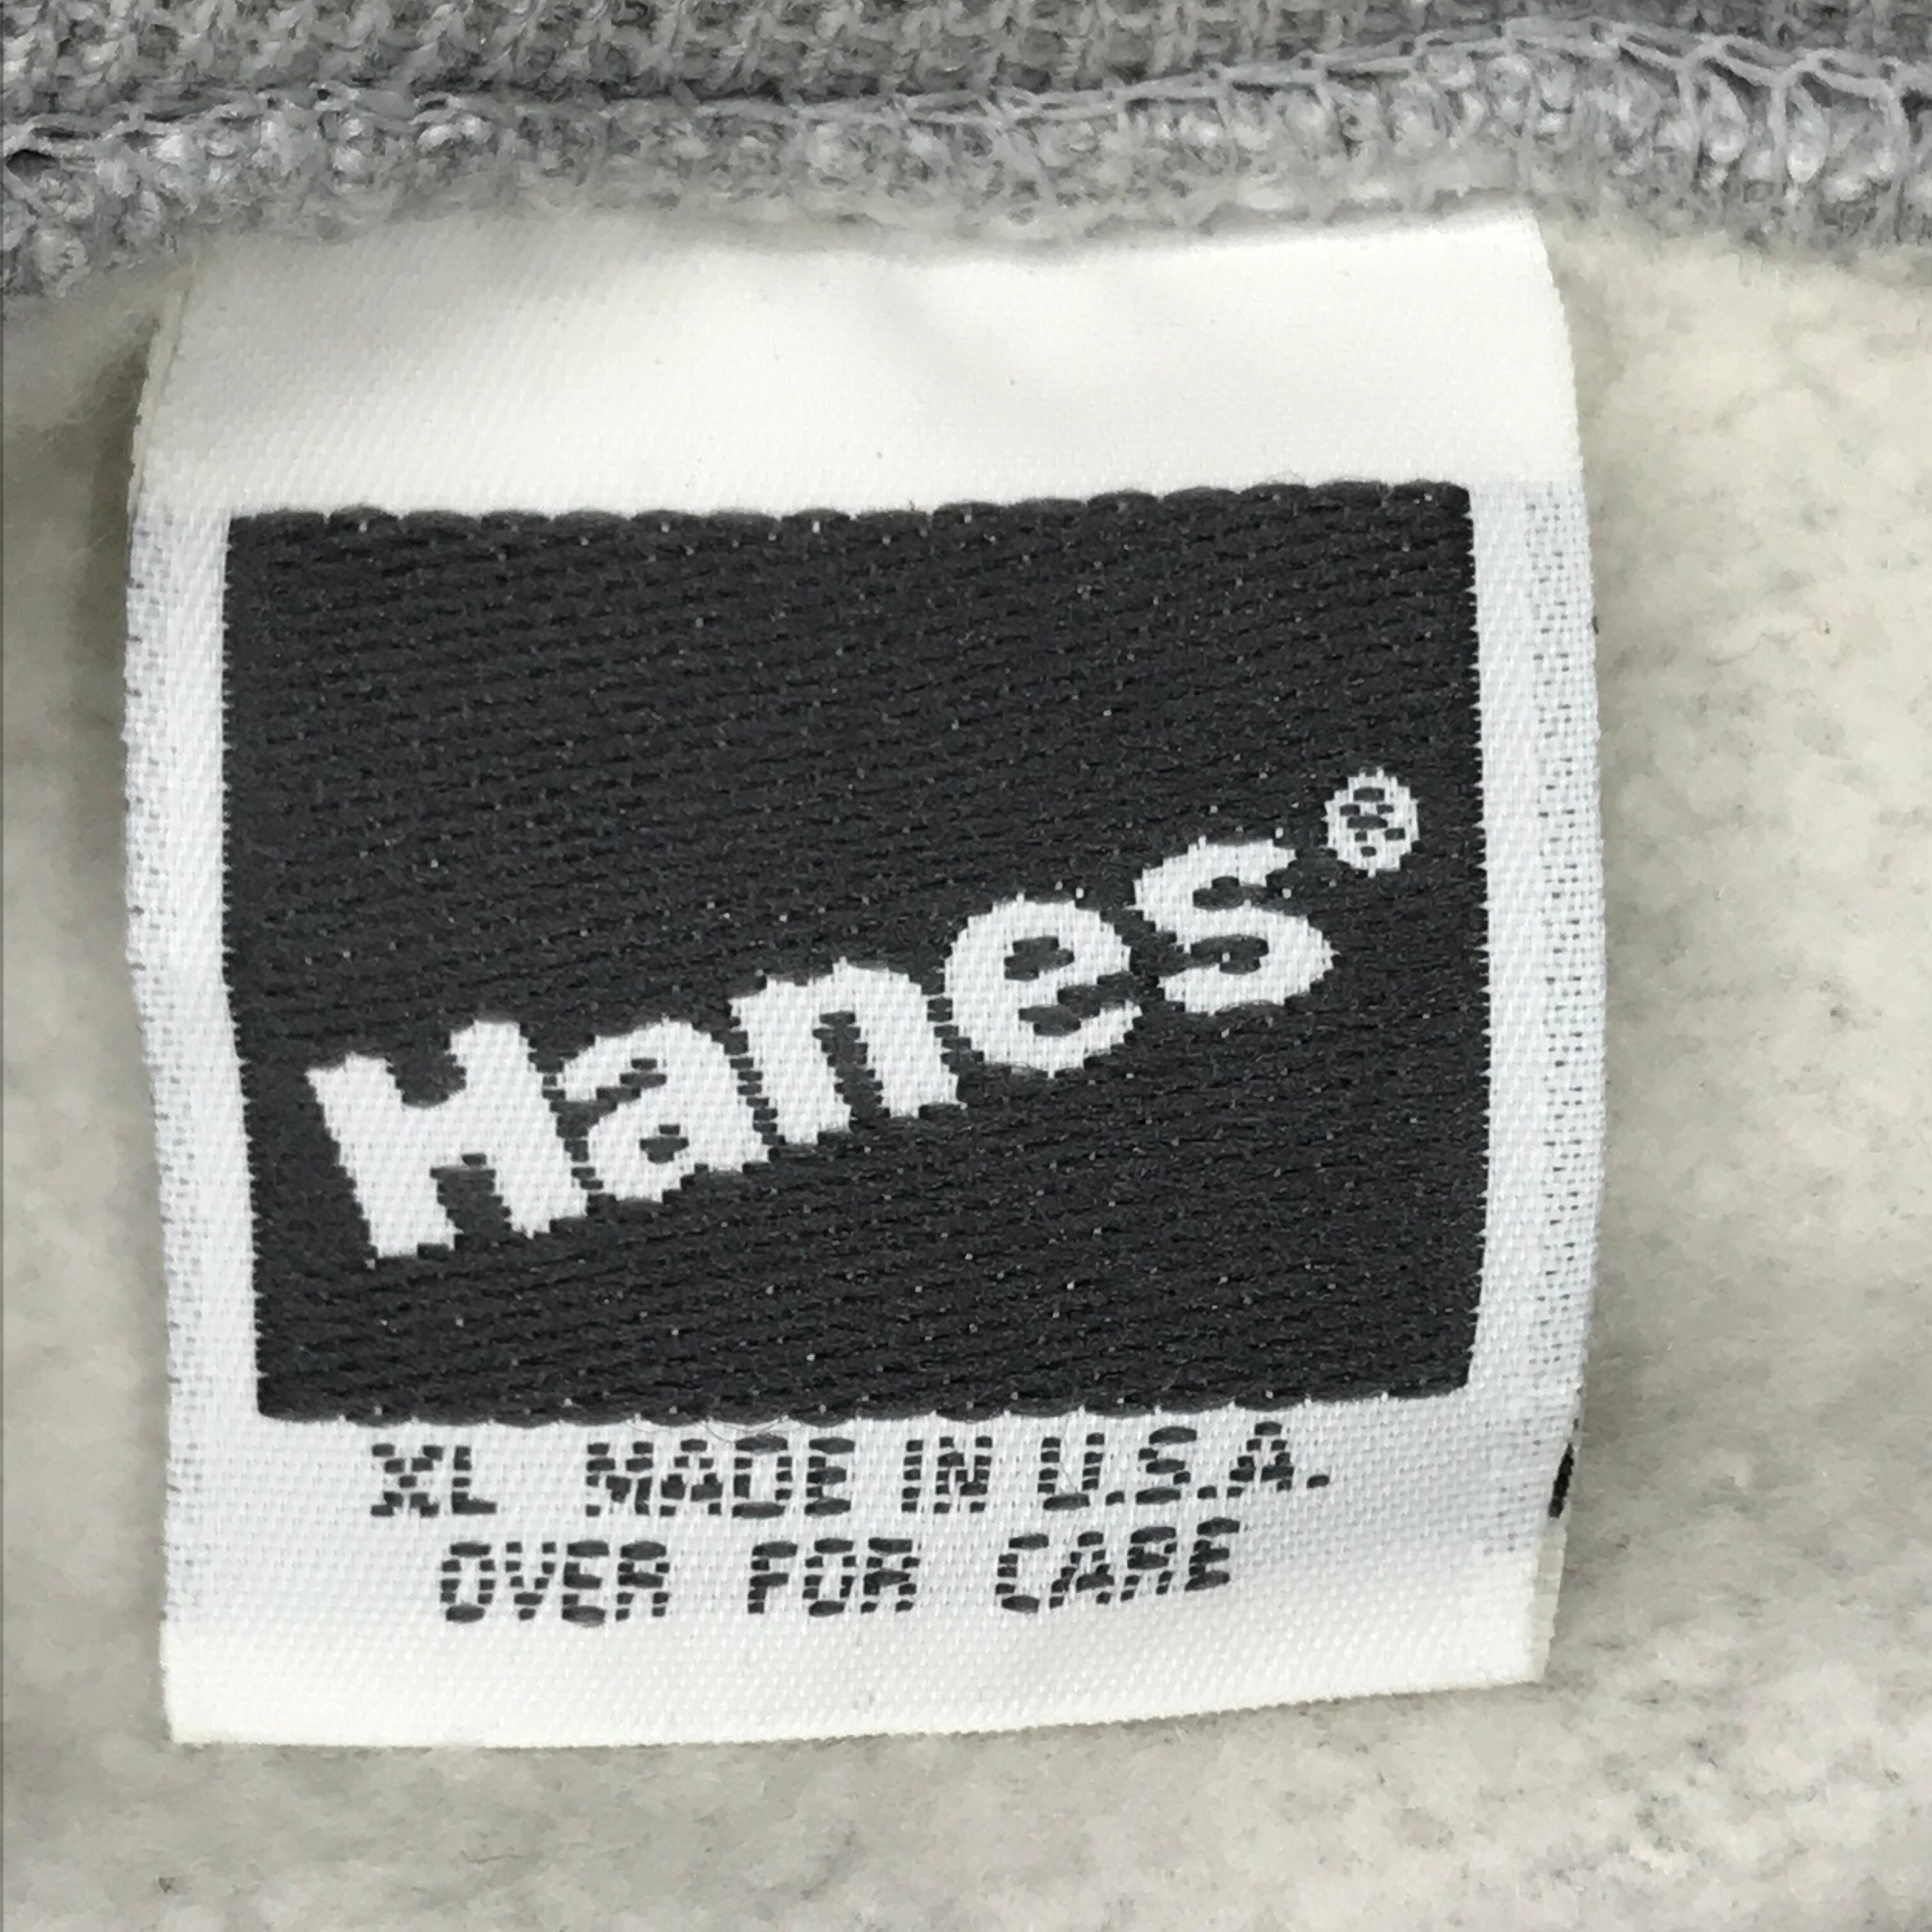 Hanes®
XL MADE IN U.S.A.
OVER FOR CARE